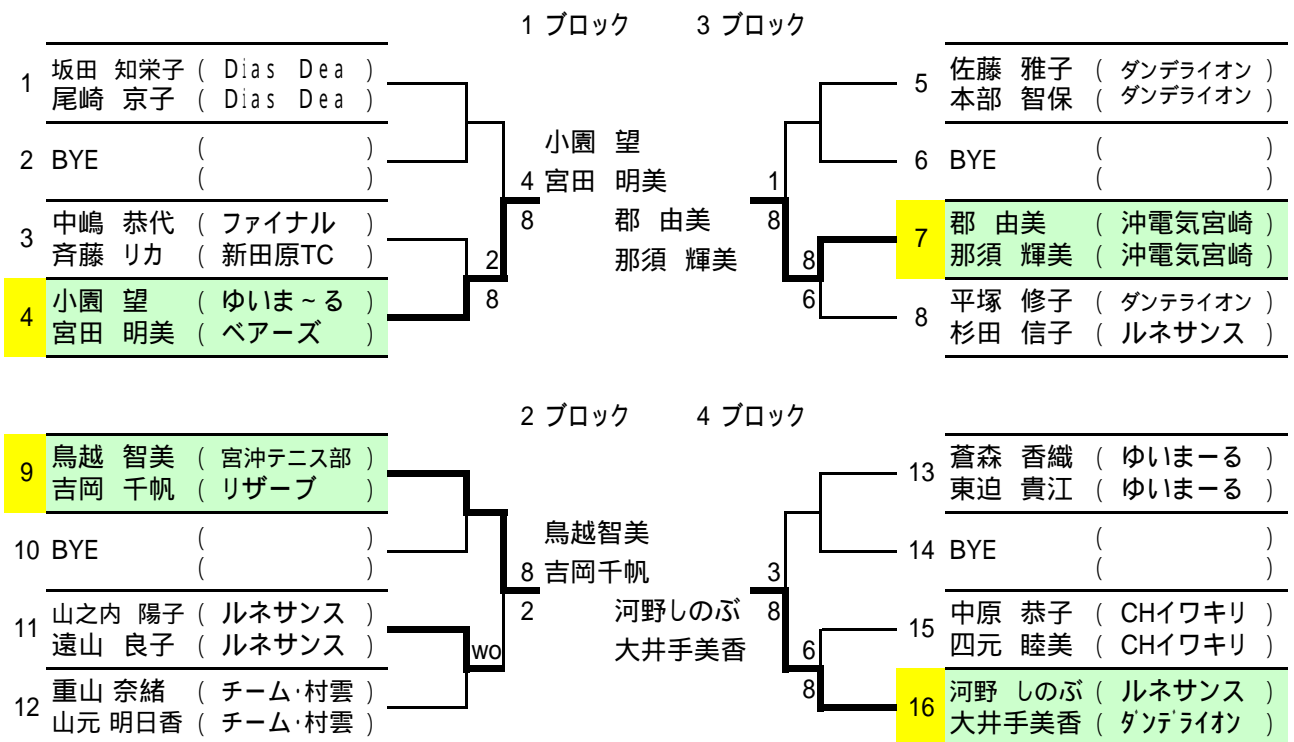 1 ブロック 3 ブロック
1 坂田 知栄子 ( Dias Dea )
尾崎 京子 ( Dias Dea )
2 BYE ( )
( )
3 中嶋 恭代 ( ファイナル )
斉藤 リカ ( 新田原TC )
4 小園 望 ( ゆいま~る )
宮田 明美 ( ベアーズ )
2
8
4
8
小園 望
宮田 明美
郡 由美
那須 輝美
1
8
8
6
5 佐藤 雅子 ( ダンデライオン )
本部 智保 ( ダンデライオン )
6 BYE ( )
( )
7 郡 由美 ( 沖電気宮崎 )
那須 輝美 ( 沖電気宮崎 )
8 平塚 修子 ( ダンテライオン )
杉田 信子 ( ルネサンス )
2 ブロック 4 ブロック
9 鳥越 智美 ( 宮沖テニス部 )
吉岡 千帆 ( リザーブ )
10 BYE ( )
( )
11 山之内 陽子 ( ルネサンス )
遠山 良子 ( ルネサンス )
12 重山 奈緒 ( チーム・村雲 )
山元 明日香 ( チーム・村雲 )
wo
8
2
鳥越智美
吉岡千帆
河野しのぶ
大井手美香
3
8
6
8
13 蒼森 香織 ( ゆいまーる )
東迫 貴江 ( ゆいまーる )
14 BYE ( )
( )
15 中原 恭子 ( CHイワキリ )
四元 睦美 ( CHイワキリ )
16 河野 しのぶ ( ルネサンス )
大井手美香 ( ダンデライオン )